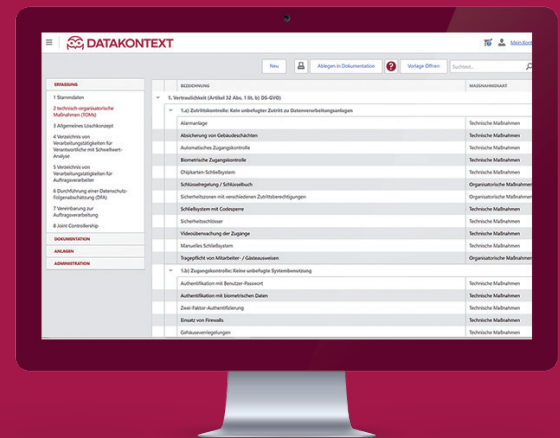 DATAKONTEXT
Mein Kon
Neu
Ablegen in Dokumentation
?
Vorlage Öffnen
Suchtext...
ERFASSUNG
1 Stammdaten
2 technisch-organisatorische
Maßnahmen (TOMs)
3 Allgemeines Löschkonzept
4 Verzeichnis von
Verarbeitungstätigkeiten für
Verantwortliche mit Schwellwert-
Analyse
5 Verzeichnis von
Verarbeitungstätigkeiten für
Auftragsverarbeiter
6 Durchführung einer Datenschutz-
Folgenabschätzung (DFA)
7 Vereinbarung zur
Auftragsverarbeitung
8 Joint Controllership
DOKUMENTATION
ANLAGEN
ADMINISTRATION
BEZEICHNUNG MASSNAHMENART
1. Vertraulichkeit (Artikel 32 Abs. 1 lit. b) DS-GVO)
1.a) Zutrittskontrolle: Kein unbefugter Zutritt zu Datenverarbeitungsanlagen
Alarmanlage Technische Maßnahmen
Absicherung von Gebäudeschächten Technische Maßnahmen
Automatisches Zugangskontrolle Technische Maßnahmen
Biometrische Zugangskontrolle Technische Maßnahmen
Chipkarten-Schließsystem Technische Maßnahmen
Schlüsselregelung / Schlüsselbuch Organisatorische Maßnahmen
Sicherheitszonen mit verschiedenen Zutrittsberechtigungen Organisatorische Maßnahmen
Schließsystem mit Codesperre Technische Maßnahmen
Sicherheitsschlösser Technische Maßnahmen
Videoüberwachung der Zugänge Technische Maßnahmen
Manuelles Schließsystem Technische Maßnahmen
Tragepflicht von Mitarbeiter- / Gästeausweisen Organisatorische Maßnahmen
1.b) Zugangskontrolle: Keine unbefugte Systembenutzung
Authentifikation mit Benutzer-Passwort Technische Maßnahmen
Authentifikation mit biometrischen Daten Technische Maßnahmen
Zwei-Faktor-Authentifizierung Technische Maßnahmen
Einsatz von Firewalls Technische Maßnahmen
Gehäuseverriegelungen Technische Maßnahmen